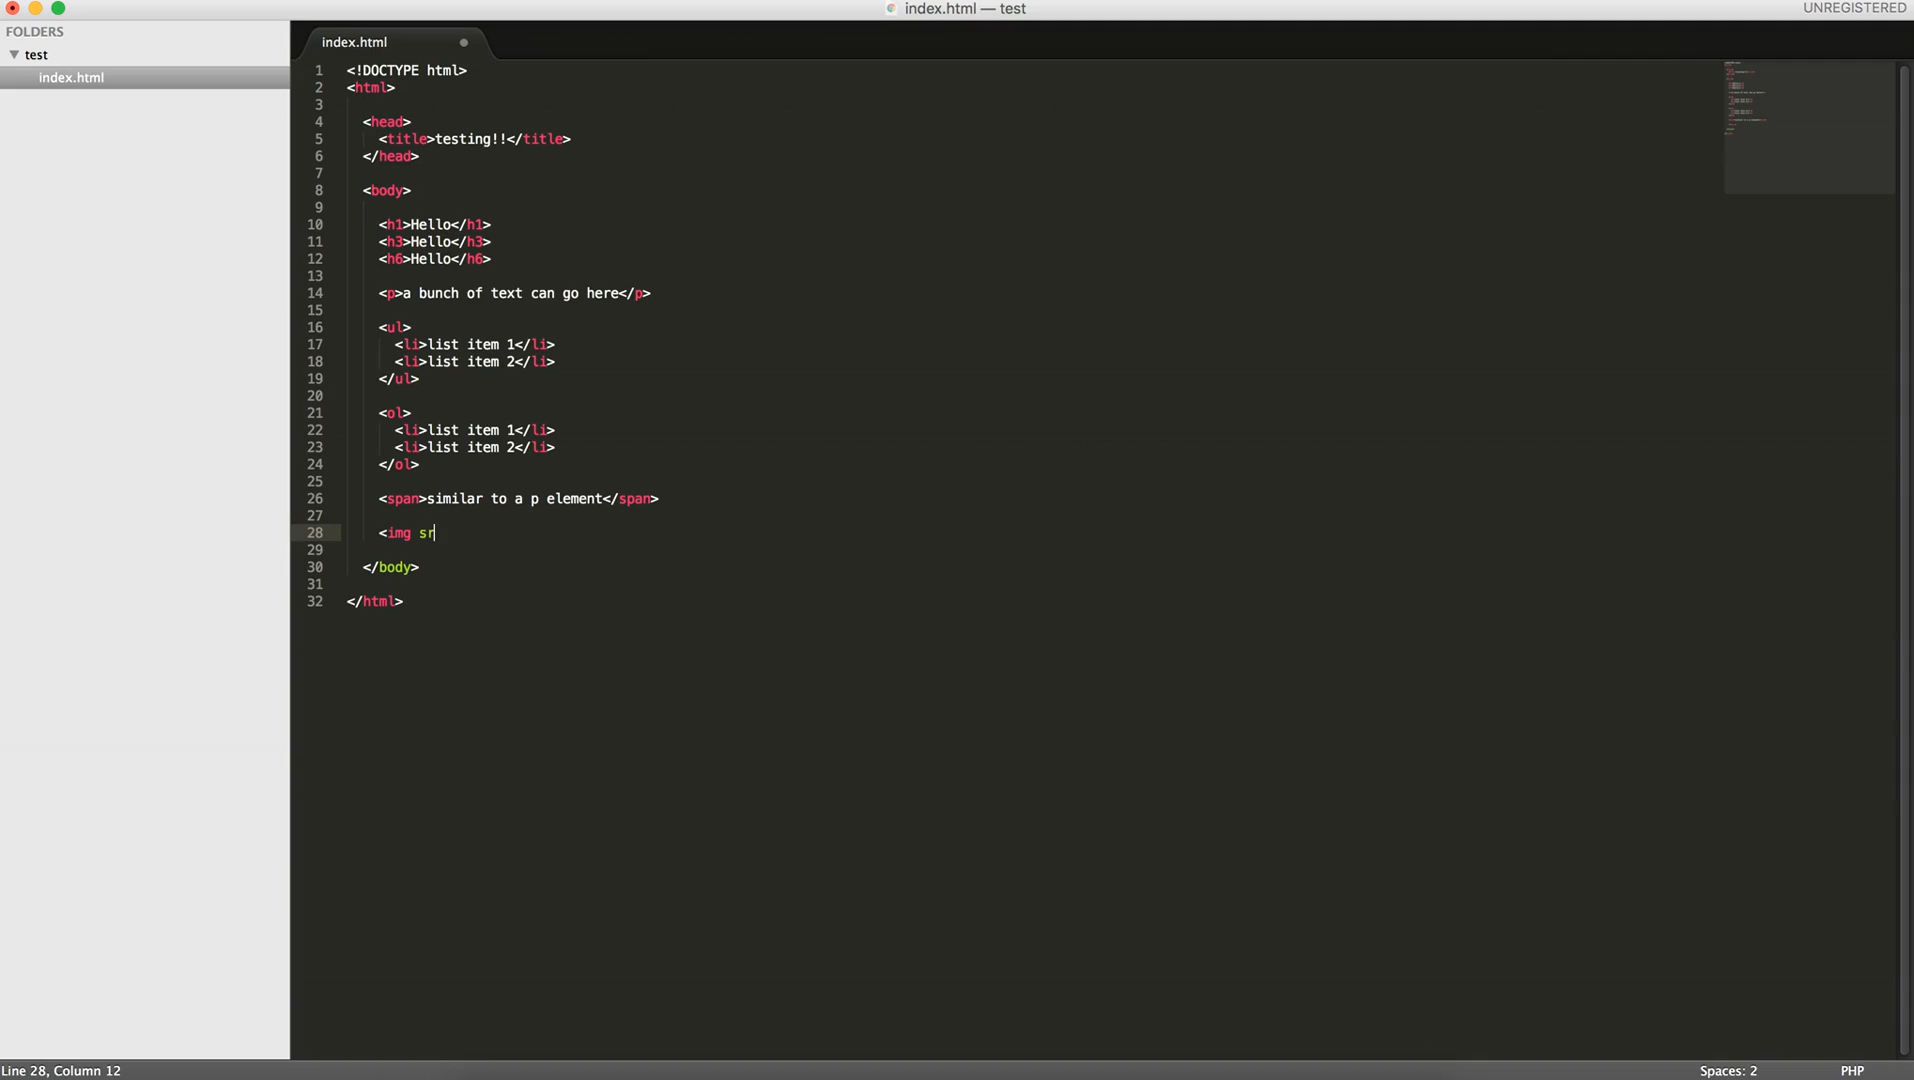 index.html — test
UNREGISTERED
FOLDERS
test
index.html
index.html
1 <!DOCTYPE html>
2 <html>
3
4 <head>
5 <title>testing!!</title>
6 </head>
7
8 <body>
9
10 <h1>Hello</h1>
11 <h3>Hello</h3>
12 <h6>Hello</h6>
13
14 <p>a bunch of text can go here</p>
15
16 <ul>
17 <li>list item 1</li>
18 <li>list item 2</li>
19 </ul>
20
21 <ol>
22 <li>list item 1</li>
23 <li>list item 2</li>
24 </ol>
25
26 <span>similar to a p element</span>
27
28 <img sr
29
30 </body>
31
32 </html>
Line 28, Column 12
Spaces: 2
PHP